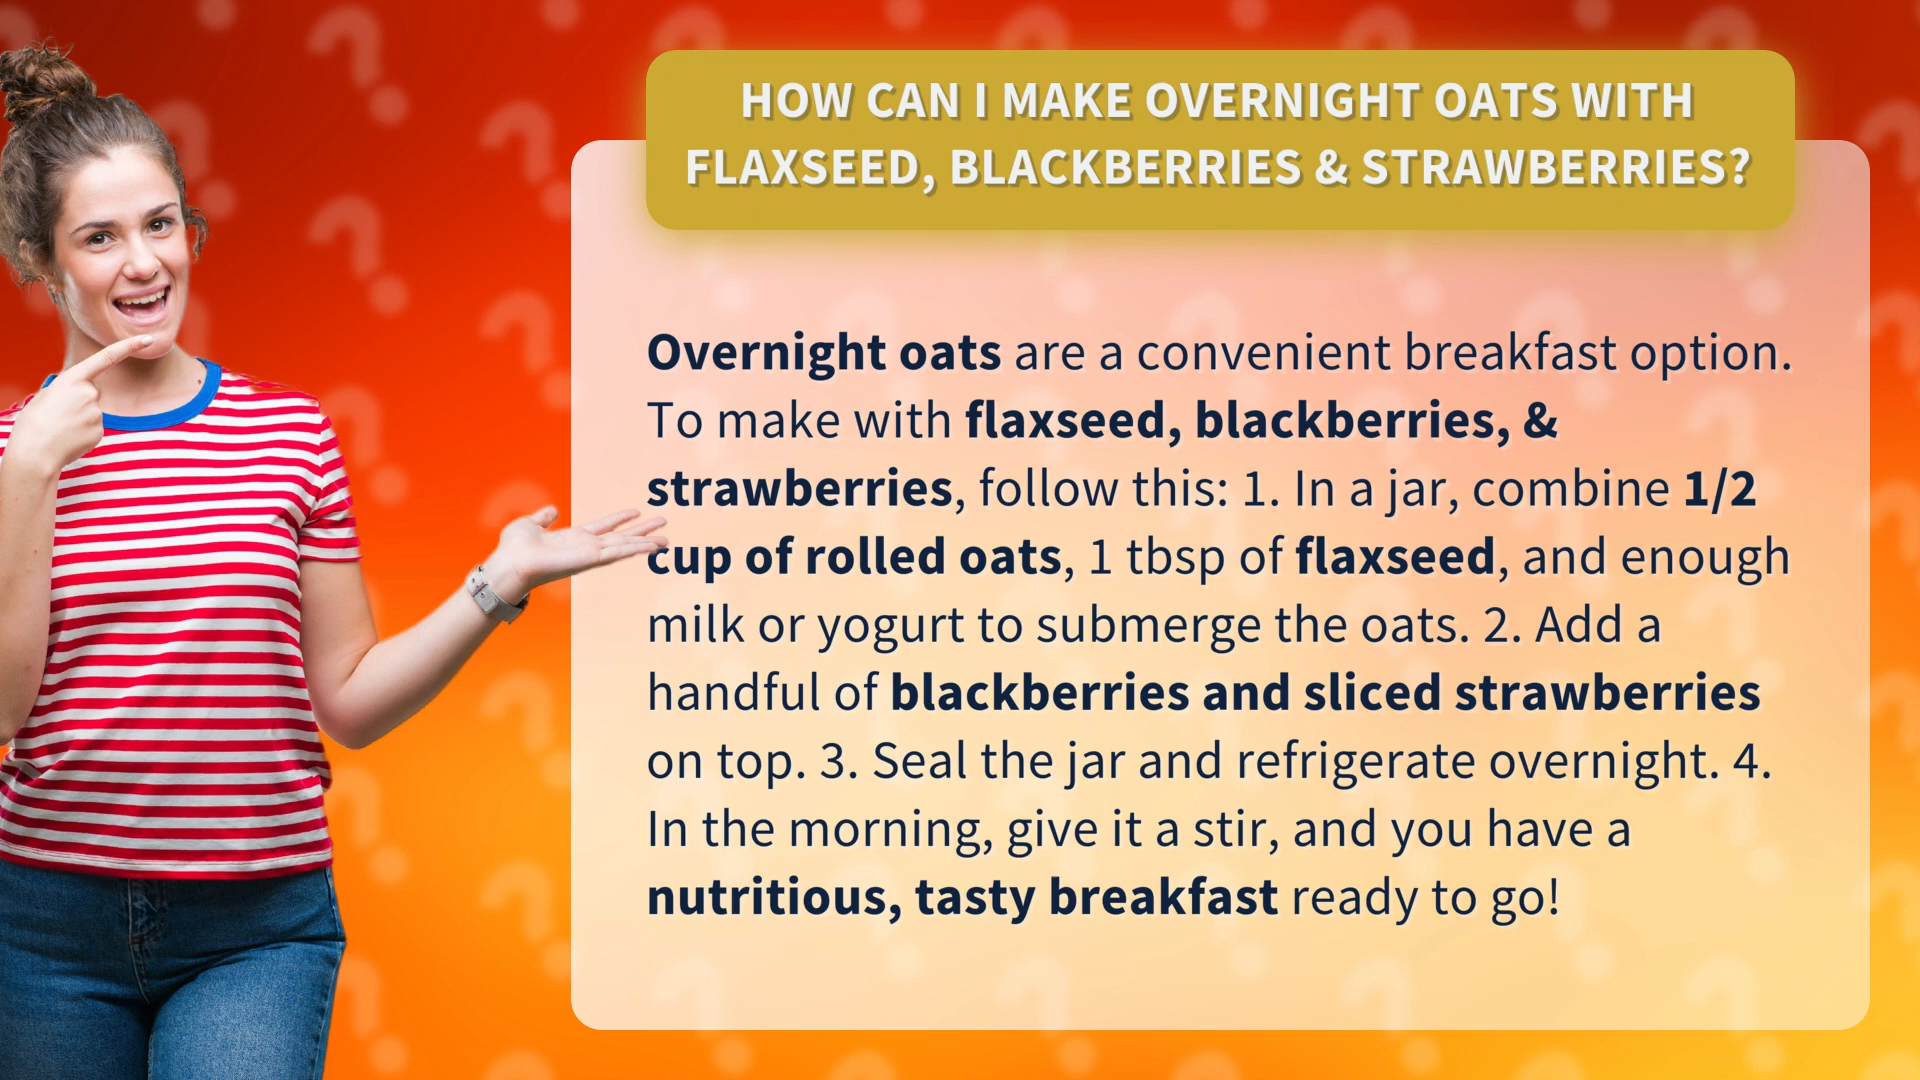 HOW CAN I MAKE OVERNIGHT OATS WITH
FLAXSEED, BLACKBERRIES & STRAWBERRIES?
Overnight oats are a convenient breakfast option.
To make with flaxseed, blackberries, &
strawberries, follow this: 1. In a jar, combine 1/2
cup of rolled oats, 1 tbsp of flaxseed, and enough
milk or yogurt to submerge the oats. 2. Add a
handful of blackberries and sliced strawberries
on top. 3. Seal the jar and refrigerate overnight. 4.
In the morning, give it a stir, and you have a
nutritious, tasty breakfast ready to go!